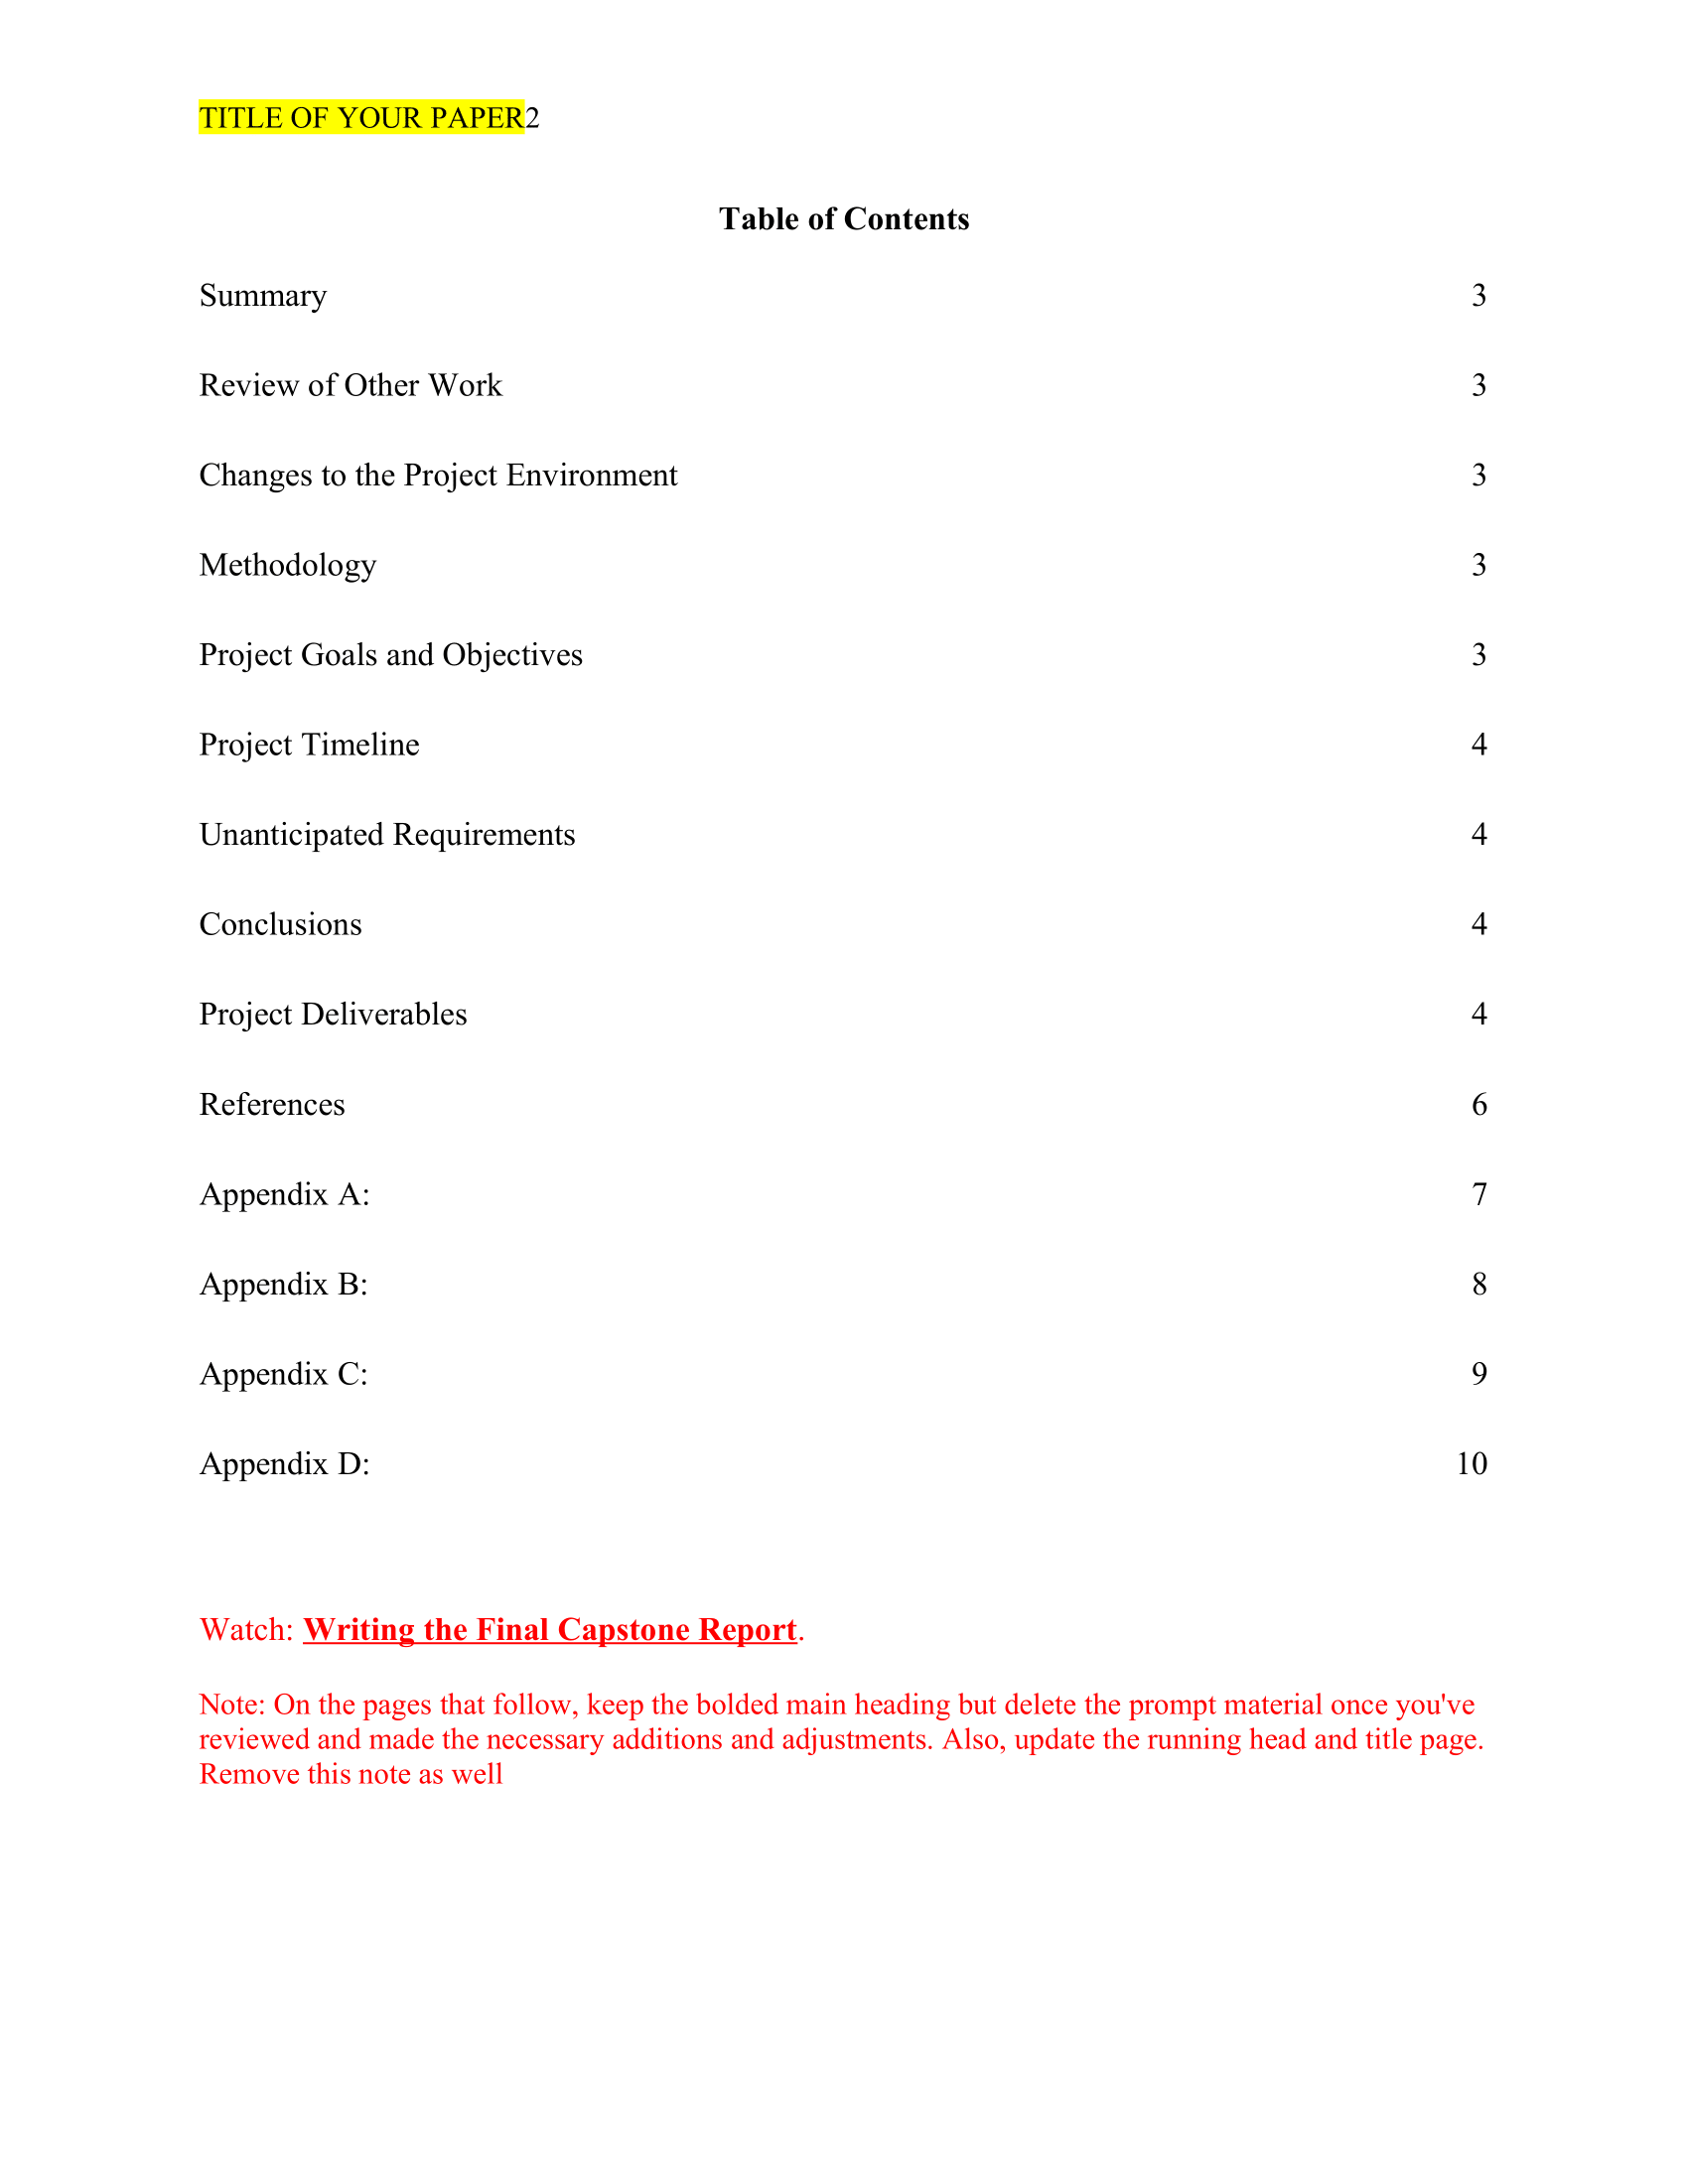 TITLE OF YOUR PAPER2
Table of Contents
Summary 3
Review of Other Work 3
Changes to the Project Environment 3
Methodology 3
Project Goals and Objectives 3
Project Timeline 4
Unanticipated Requirements 4
Conclusions 4
Project Deliverables 4
References 6
Appendix A: 7
Appendix B: 8
Appendix C: 9
Appendix D: 10
Watch: Writing the Final Capstone Report.
Note: On the pages that follow, keep the bolded main heading but delete the prompt material once you've
reviewed and made the necessary additions and adjustments. Also, update the running head and title page.
Remove this note as well